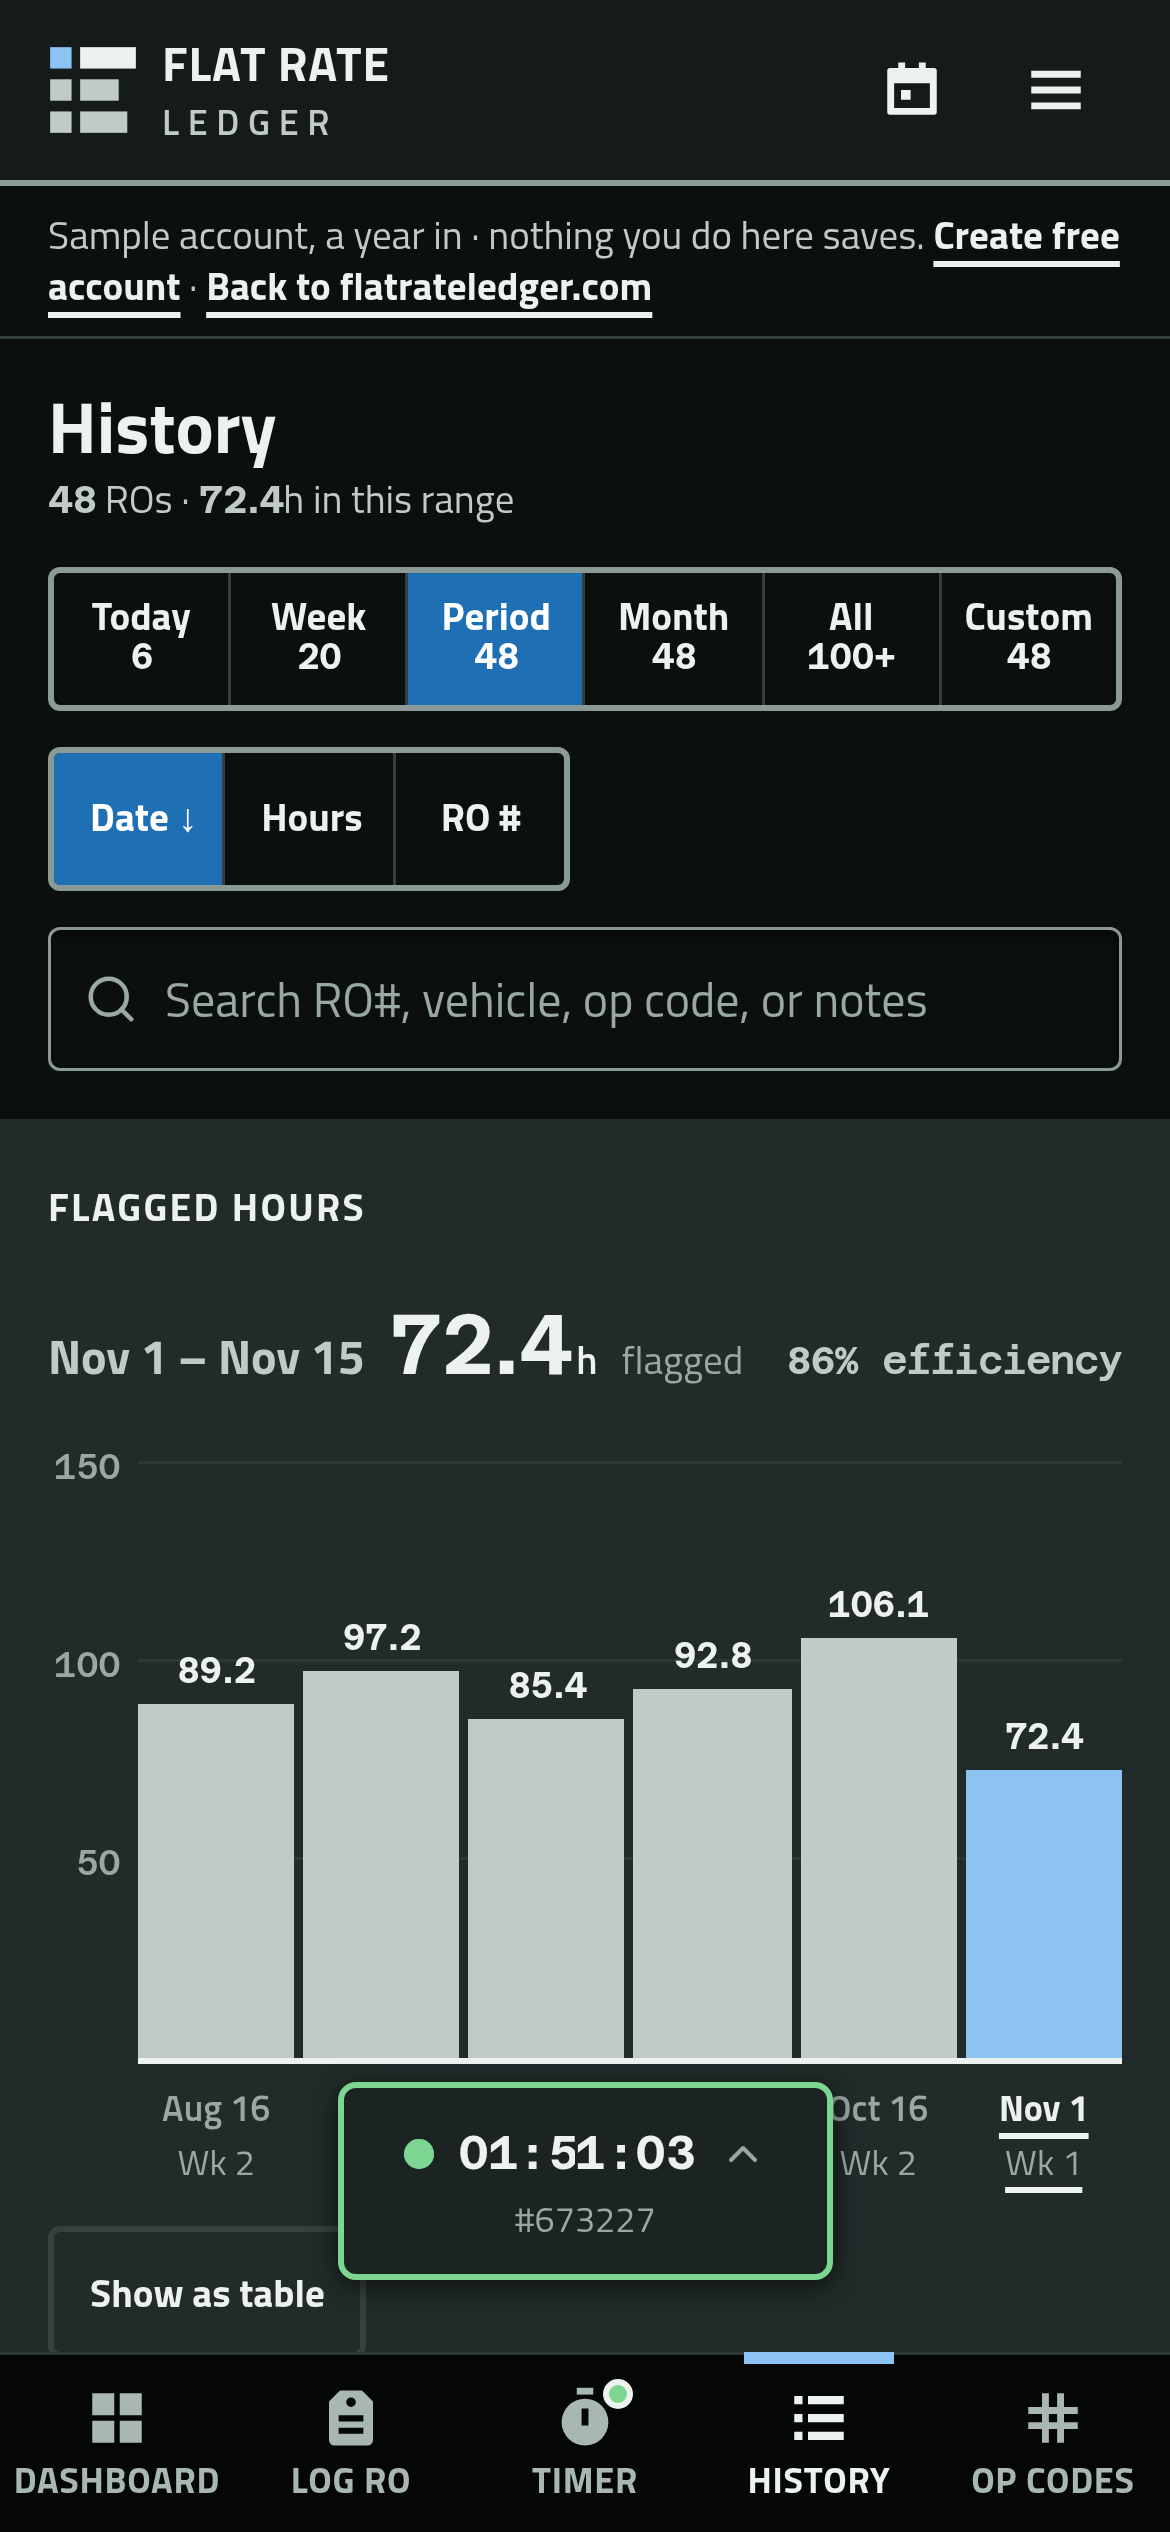 FLAT RATE
LEDGER
Sample account, a year in · nothing you do here saves. Create free
account · Back to flatrateledger.com
History
48 ROs · 72.4h in this range
Today Week Period Month All Custom
6 20 48 48 100+ 48
Date ↓ Hours RO #
Search RO#, vehicle, op code, or notes
FLAGGED HOURS
Nov 1 – Nov 15 72.4h flagged 86% efficiency
150
100
50
89.2 97.2 85.4 92.8 106.1 72.4
Aug 16 Oct 16 Nov 1
Wk 2 Wk 2 Wk 1
01:51:03
#673227
Show as table
DASHBOARD LOG RO TIMER HISTORY OP CODES